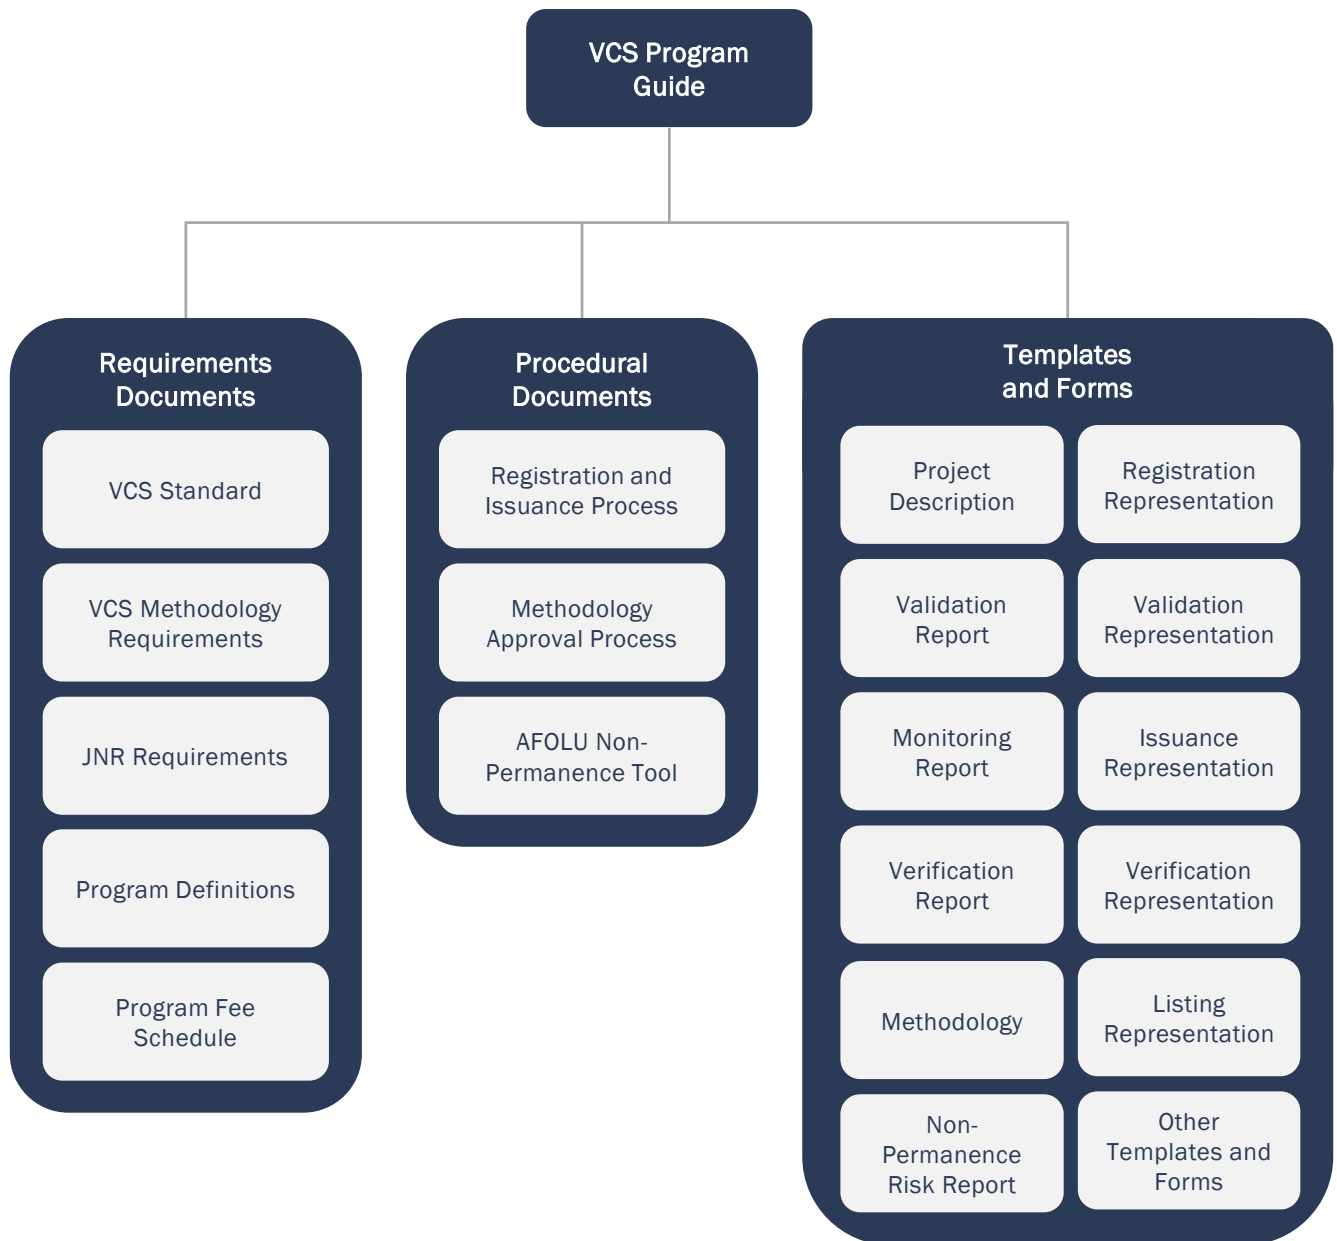 VCS Program
Guide
Requirements
Documents
VCS Standard
VCS Methodology
Requirements
JNR Requirements
Program Definitions
Program Fee
Schedule
Procedural
Documents
Registration and
Issuance Process
Methodology
Approval Process
AFOLU Non-
Permanence Tool
Templates
and Forms
Project
Description
Registration
Representation
Validation
Report
Validation
Representation
Monitoring
Report
Issuance
Representation
Verification
Report
Verification
Representation
Methodology
Listing
Representation
Non-
Permanence
Risk Report
Other
Templates and
Forms